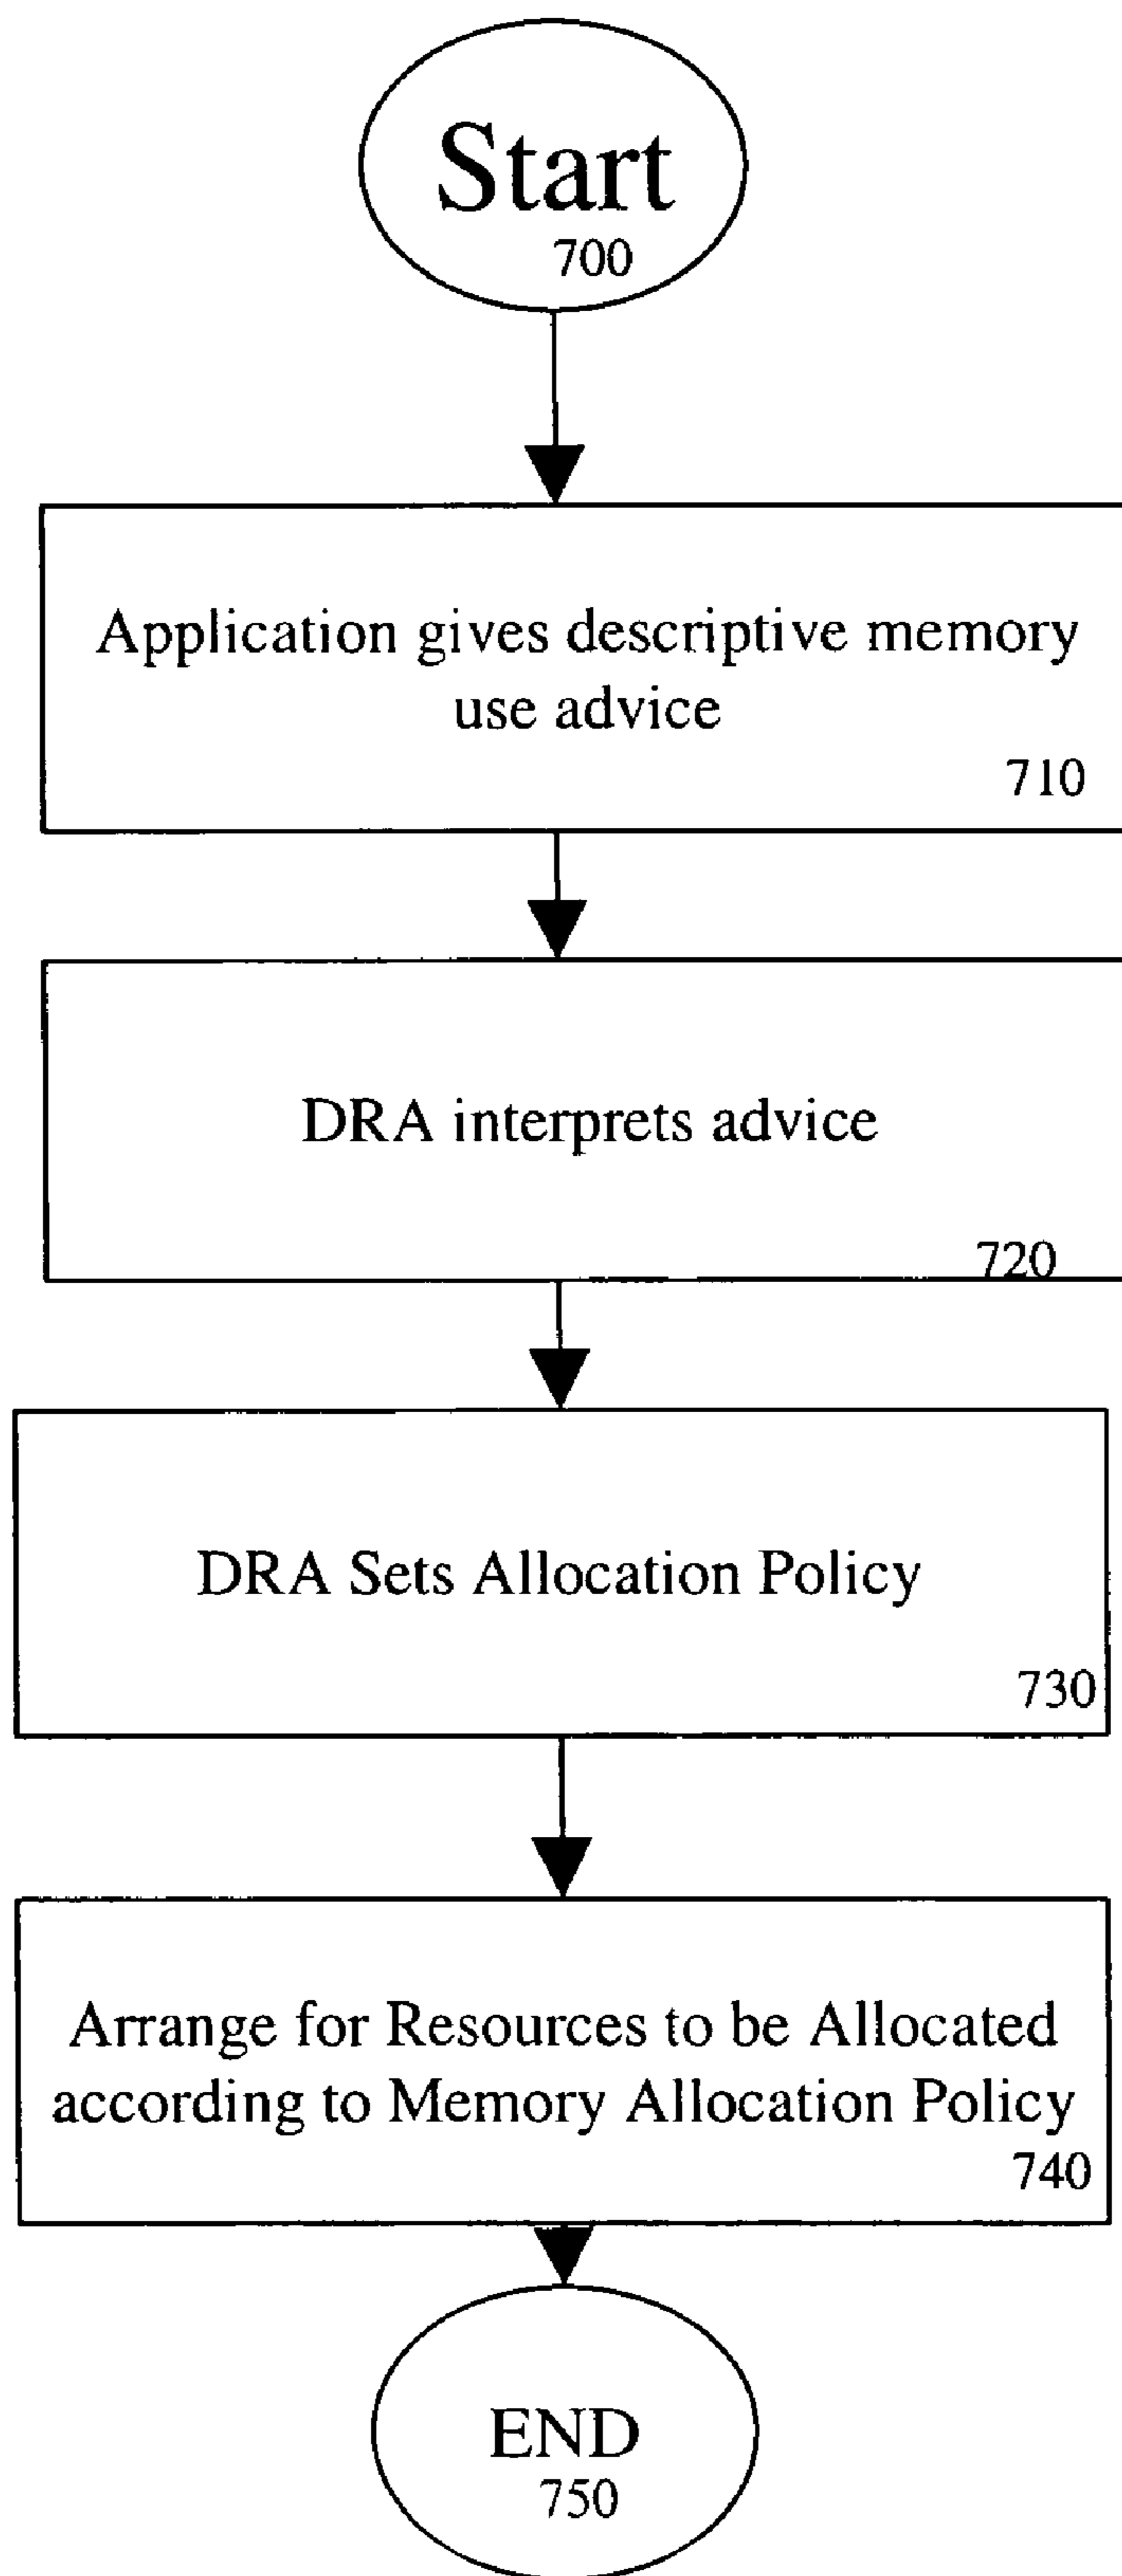 Start
700
Application gives descriptive memory
use advice
710
DRA interprets advice
720
DRA Sets Allocation Policy
730
Arrange for Resources to be Allocated
according to Memory Allocation Policy
740
END
750